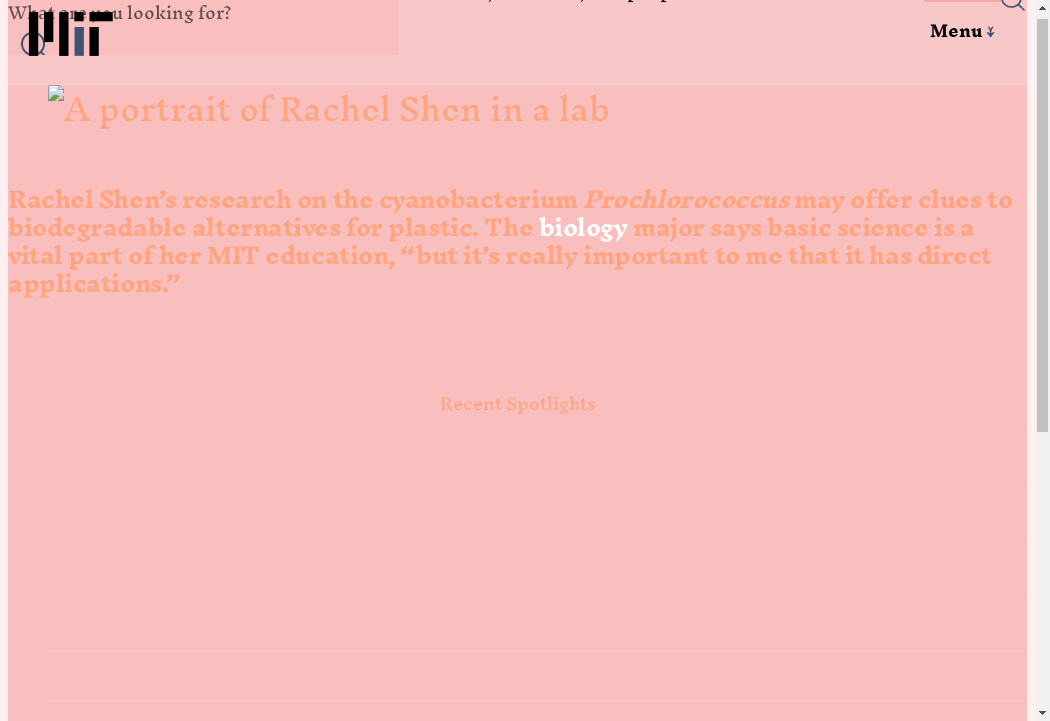 What are you looking for?
MIT
Menu
A portrait of Rachel Shen in a lab
Rachel Shen’s research on the cyanobacterium Prochlorococcus may offer clues to
biodegradable alternatives for plastic. The biology major says basic science is a
vital part of her MIT education, “but it’s really important to me that it has direct
applications.”
Recent Spotlights